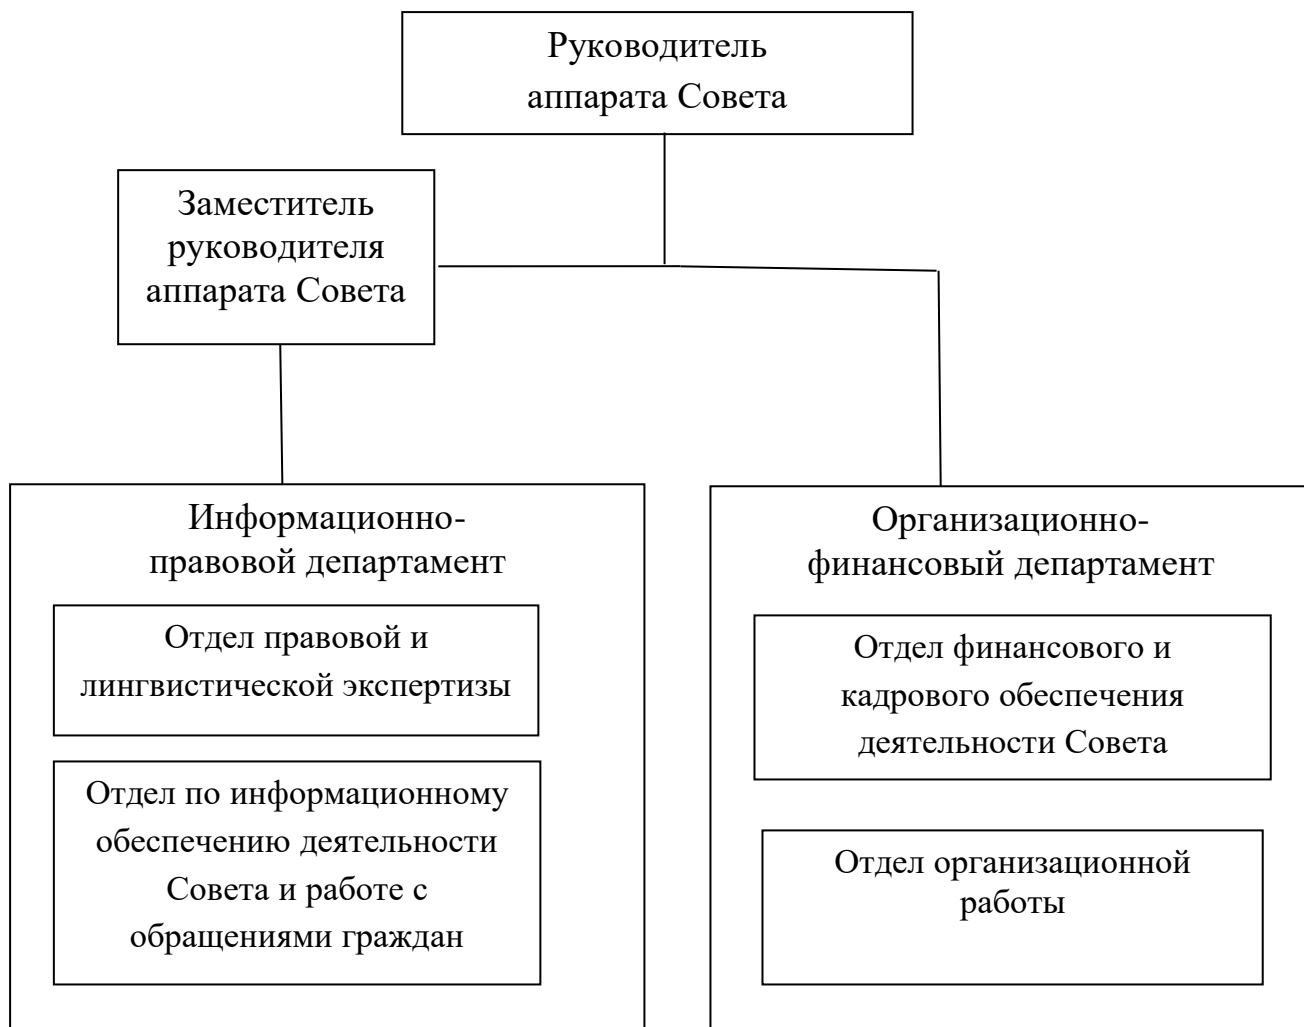 Руководитель
аппарата Совета
Заместитель
руководителя
аппарата Совета
Информационно-
правовой департамент
Отдел правовой и
лингвистической экспертизы
Отдел по информационному
обеспечению деятельности
Совета и работе с
обращениями граждан
Организационно-
финансовый департамент
Отдел финансового и
кадрового обеспечения
деятельности Совета
Отдел организационной
работы